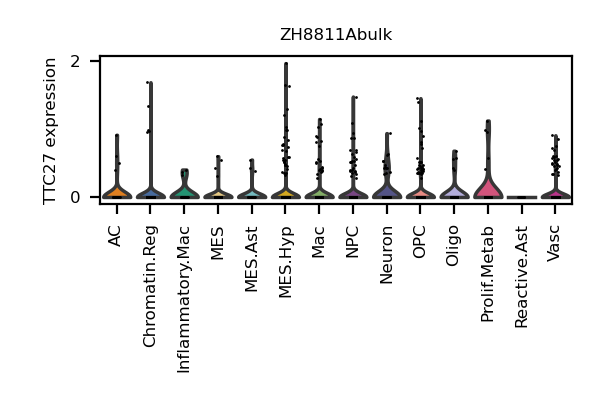 ZH8811Abulk
TTC27 expression
2
0
AC
Chromatin.Reg
Inflammatory.Mac
MES
MES.Ast
MES.Hyp
Mac
NPC
Neuron
OPC
Oligo
Prolif.Metab
Reactive.Ast
Vasc